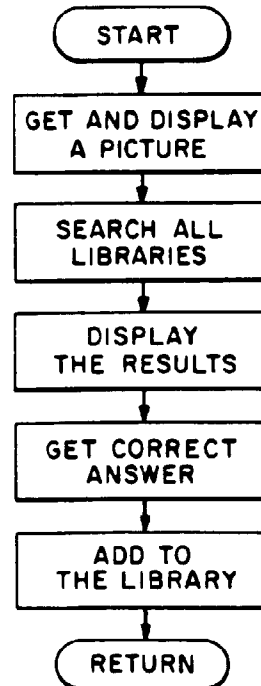 START
GET AND DISPLAY
A PICTURE
SEARCH ALL
LIBRARIES
DISPLAY
THE RESULTS
GET CORRECT
ANSWER
ADD TO
THE LIBRARY
RETURN